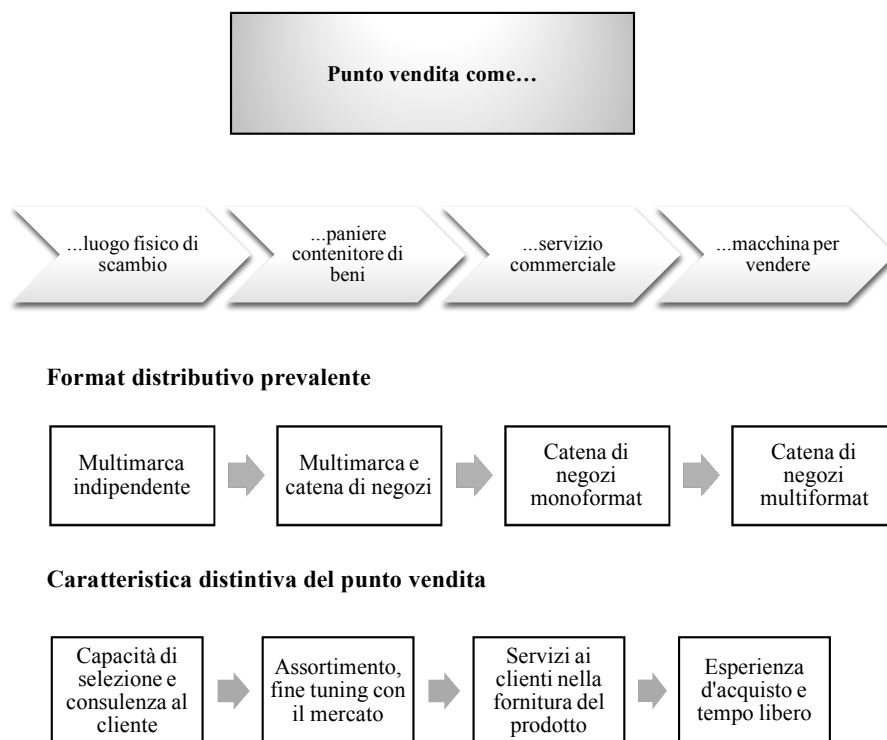 Punto vendita come…
...luogo fisico di
scambio
...paniere
contenitore di
beni
...servizio
commerciale
...macchina per
vendere
Format distributivo prevalente
Multimarca
indipendente
Multimarca e
catena di negozi
Catena di
negozi
monoformat
Catena di
negozi
multiformat
Caratteristica distintiva del punto vendita
Capacità di
selezione e
consulenza al
cliente
Assortimento,
fine tuning con
il mercato
Servizi ai
clienti nella
fornitura del
prodotto
Esperienza
d'acquisto e
tempo libero